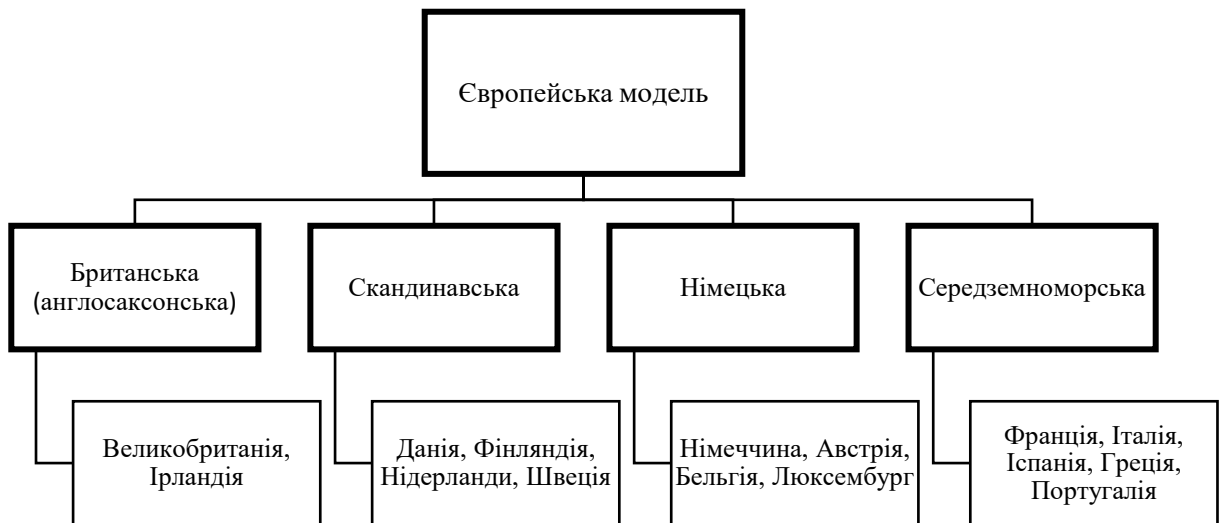 Європейська модель
Британська
(англосаксонська)
Скандинавська
Німецька
Середземноморська
Великобританія,
Ірландія
Данія, Фінляндія,
Нідерланди, Швеція
Німеччина, Австрія,
Бельгія, Люксембург
Франція, Італія,
Іспанія, Греція,
Португалія